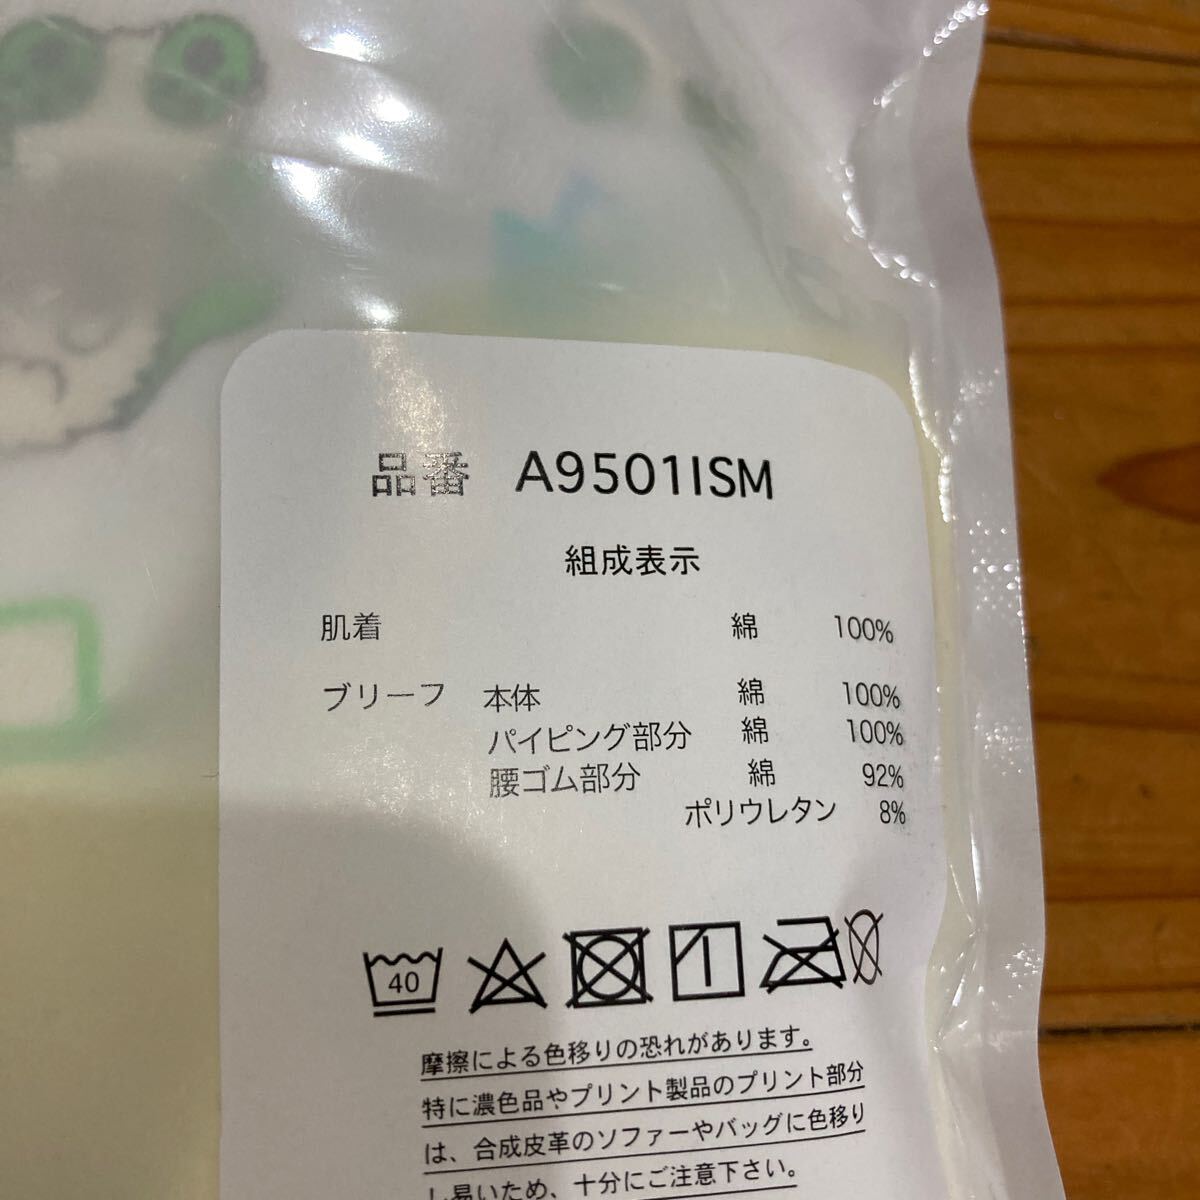 品番 A9501ISM
組成表示
肌着 綿 100%
ブリーフ 本体 綿 100%
パイピング部分 綿 100%
腰ゴム部分 綿 92%
ポリウレタン 8%
40
摩擦による色移りの恐れがあります。
特に濃色品やプリント製品のプリント部分
は、合成皮革のソファーやバッグに色移り
し易いため、十分にご注意下さい。